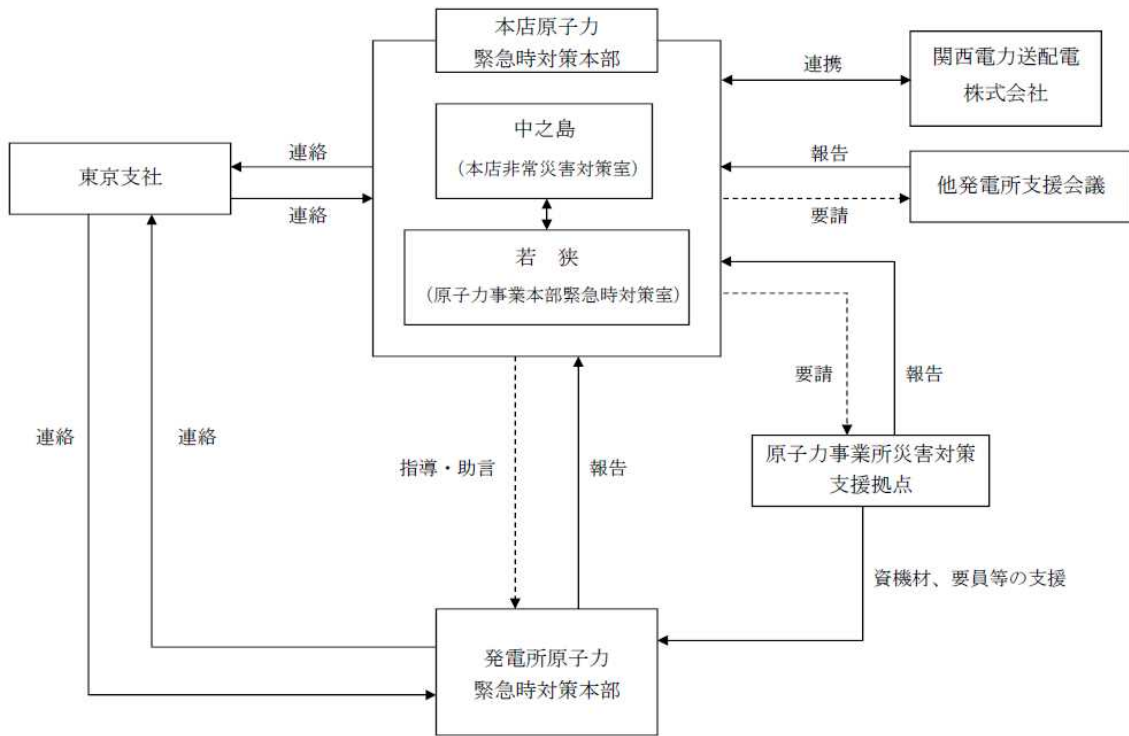 本店原子力
緊急時対策本部
関西電力送配電
株式会社
連携
中之島
(本店非常災害対策室)
東京支社
連絡
連絡
報告
他発電所支援会議
要請
若 狭
(原子力事業本部緊急時対策室)
要請
報告
連絡
連絡
指導・助言
報告
原子力事業所災害対策
支援拠点
資機材、要員等の支援
発電所原子力
緊急時対策本部